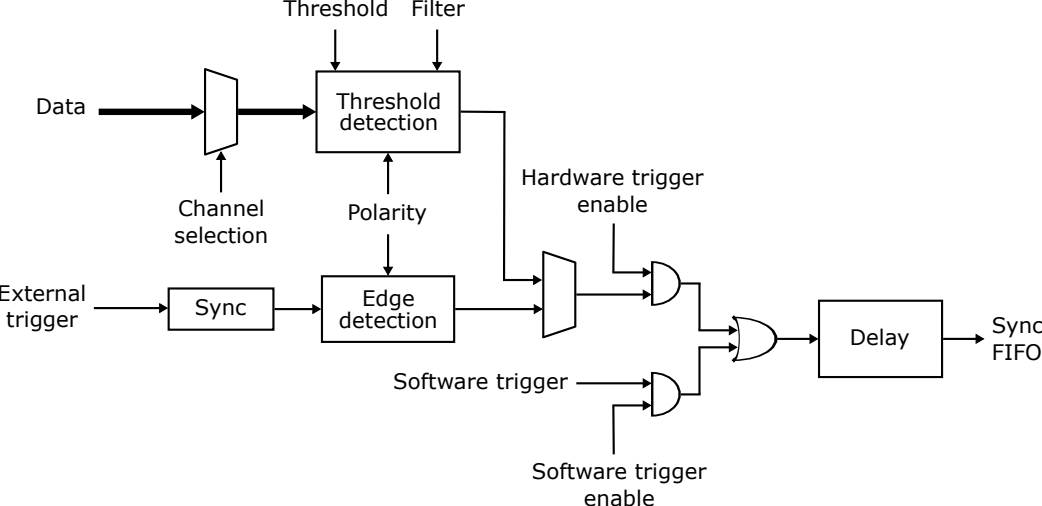 Threshold Filter
Data
Threshold
detection
Hardware trigger
enable
Channel
selection
Polarity
External
trigger
Sync
Edge
detection
Sync
FIFO
Delay
Software trigger
Software trigger
enable